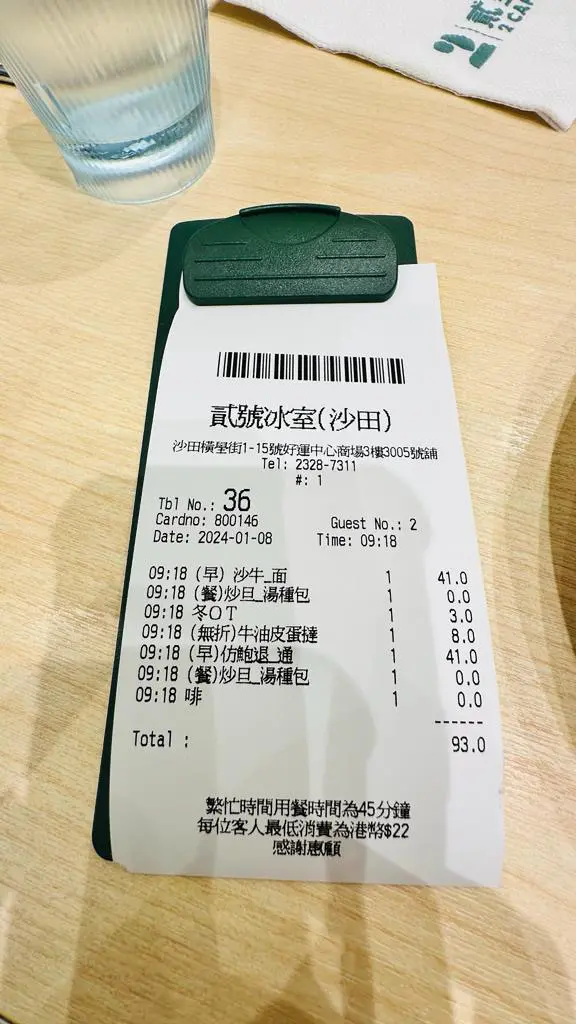 貳
2CAF
貳號冰室(沙田)
沙田橫壆街1-15號好運中心商場3樓3005號舖
Tel: 2328-7311
#: 1
Tbl No.: 36
Cardno: 800146 Guest No.: 2
Date: 2024-01-08 Time: 09:18
09:18 (早) 沙牛_面 1 41.0
09:18 (餐)炒旦_湯種包 1 0.0
09:18 冬OT 1 3.0
09:18 (無折)牛油皮蛋撻 1 8.0
09:18 (早)仿鮑退_通 1 41.0
09:18 (餐)炒旦_湯種包 1 0.0
09:18 啡 1 0.0
Total : 93.0
繁忙時間用餐時間為45分鐘
每位客人最低消費為港幣$22
感謝惠顧